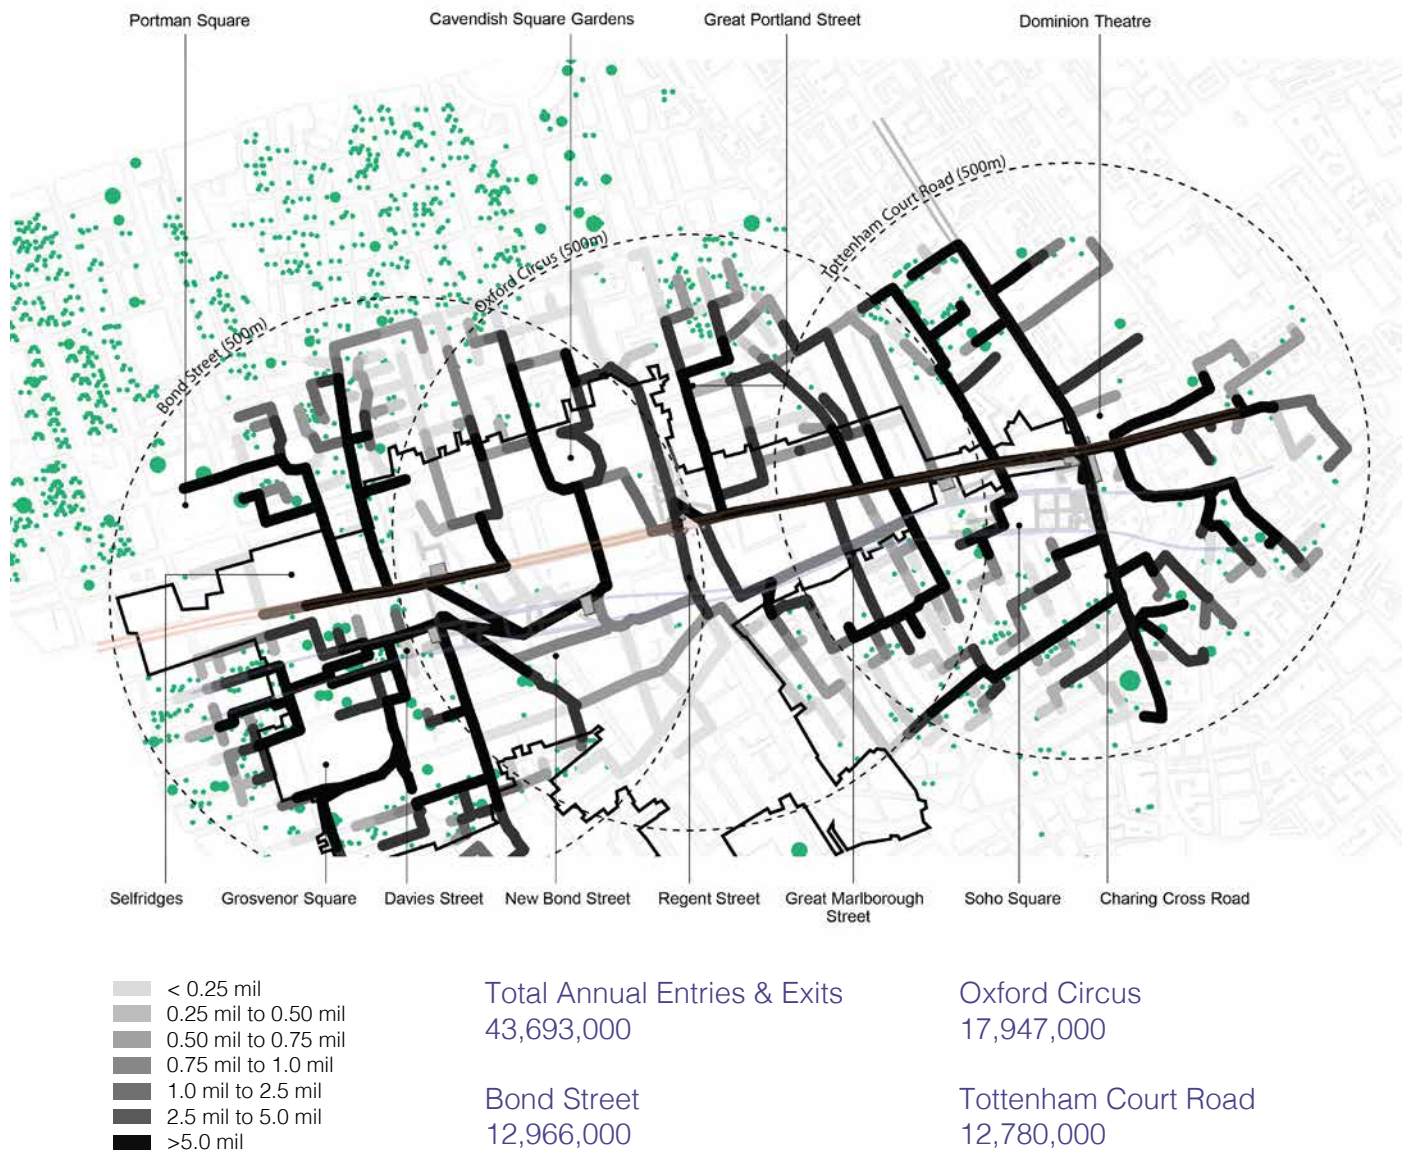 Portman Square
Cavendish Square Gardens
Great Portland Street
Dominion Theatre
Bond Street (500m)
Oxford Circus (500m)
Tottenham Court Road (500m)
Selfridges
Grosvenor Square
Davies Street
New Bond Street
Regent Street
Great Marlborough
Street
Soho Square
Charing Cross Road
< 0.25 mil
0.25 mil to 0.50 mil
0.50 mil to 0.75 mil
0.75 mil to 1.0 mil
1.0 mil to 2.5 mil
2.5 mil to 5.0 mil
>5.0 mil
Total Annual Entries & Exits
43,693,000
Oxford Circus
17,947,000
Bond Street
12,966,000
Tottenham Court Road
12,780,000